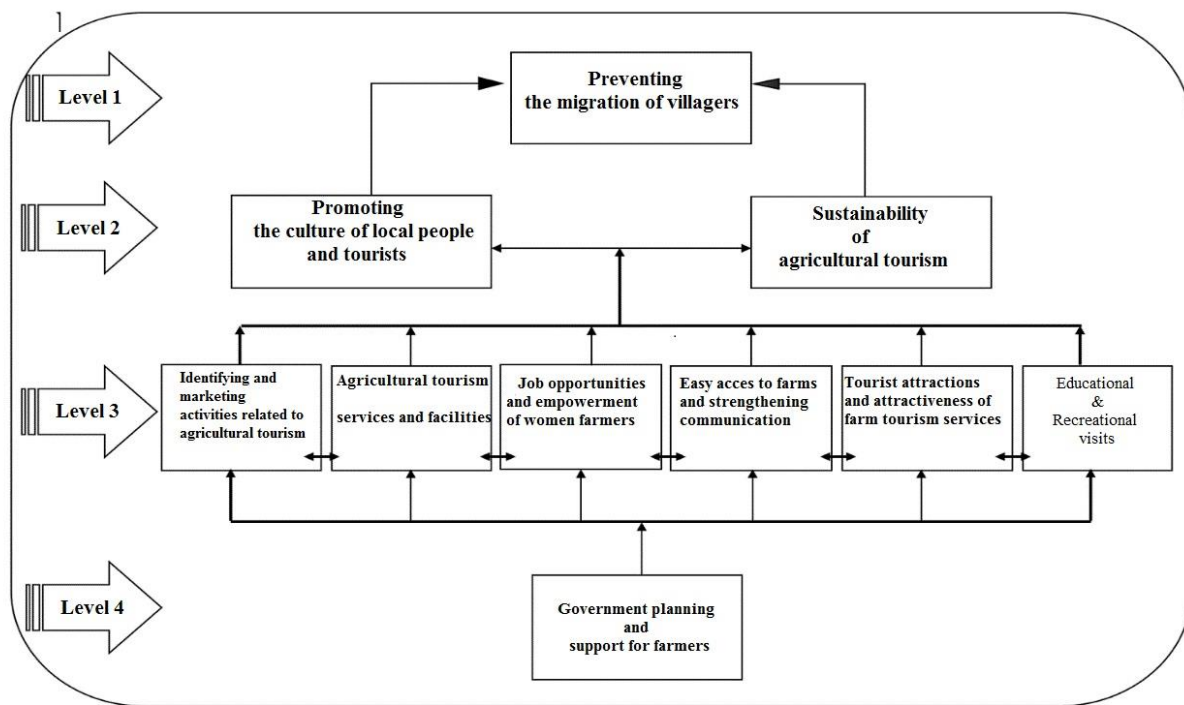 Level 1
Preventing
the migration of villagers
Level 2
Promoting
the culture of local people
and tourists
Sustainability
of
agricultural tourism
Level 3
Identifying and
marketing
activities related to
agricultural tourism
Agricultural tourism
services and facilities
Job opportunities
and empowerment
of women farmers
Easy acces to farms
and strengthening
communication
Tourist attractions
and attractiveness of
farm tourism services
Educational
&
Recreational
visits
Level 4
Government planning
and
support for farmers